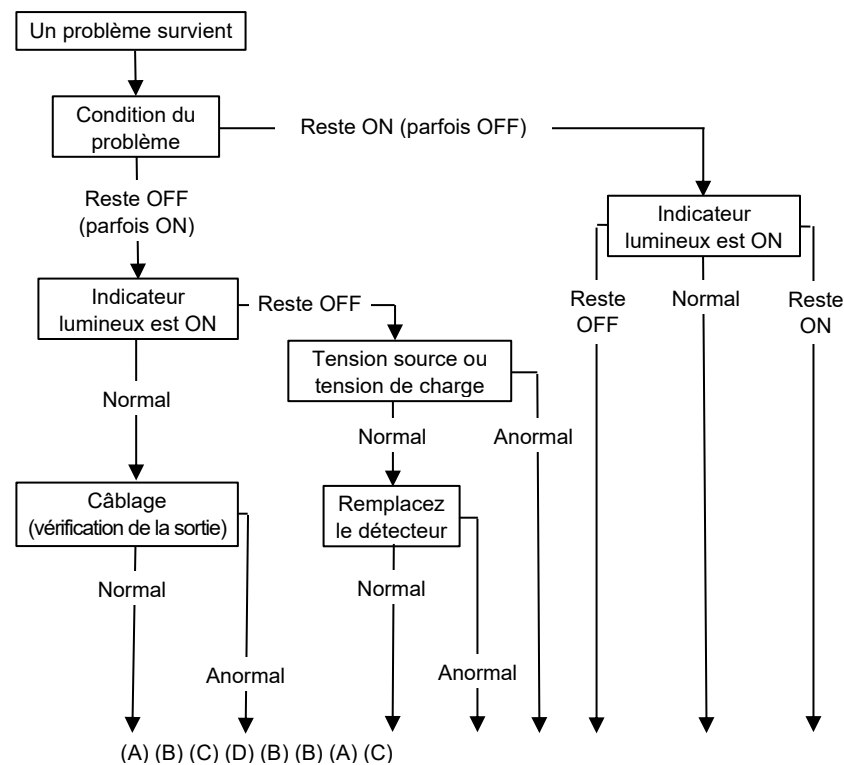 Un problème survient
Condition du
problème
Reste ON (parfois OFF)
Reste OFF
(parfois ON)
Indicateur
lumineux est ON
Indicateur
lumineux est ON
Reste OFF
Reste
OFF
Normal
Reste
ON
Tension source ou
tension de charge
Normal
Normal
Anormal
Câblage
(vérification de la sortie)
Remplacez
le détecteur
Normal
Normal
Anormal
Anormal
(A) (B) (C) (D) (B) (B) (A) (C)